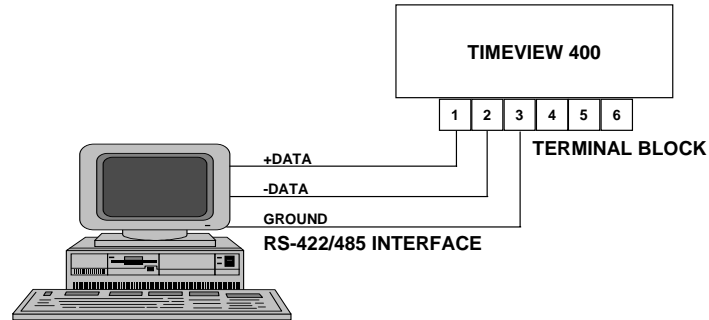 TIMEVIEW 400
1 2 3 4 5 6
TERMINAL BLOCK
+DATA
-DATA
GROUND
RS-422/485 INTERFACE